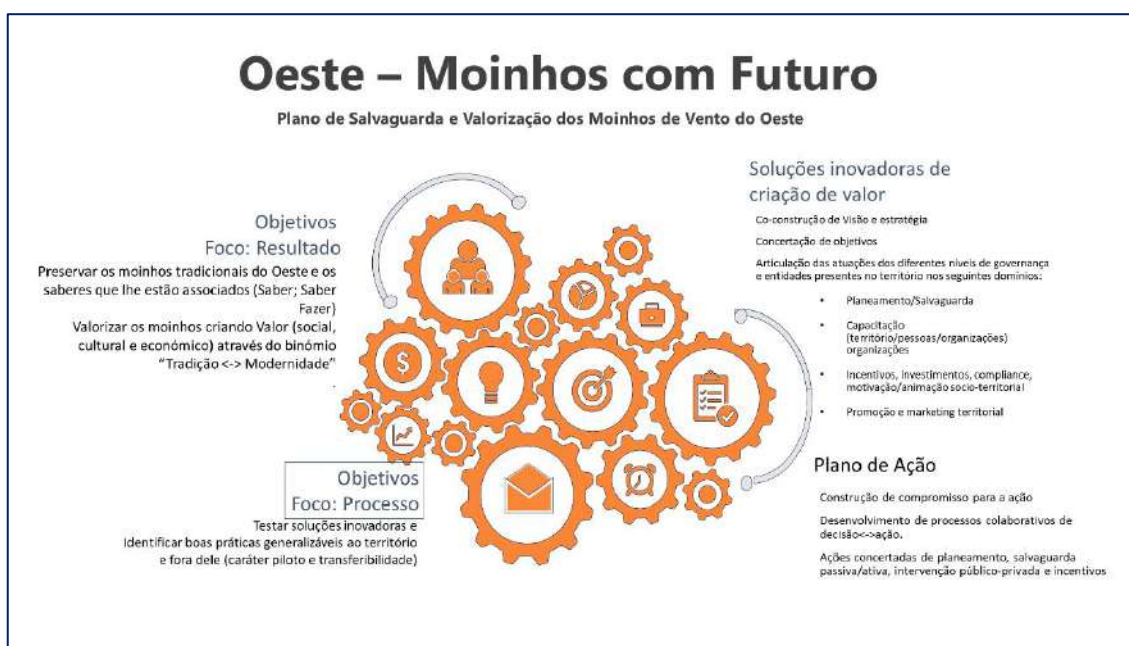 Oeste – Moinhos com Futuro
Plano de Salvaguarda e Valorização dos Moinhos de Vento do Oeste
Objetivos
Foco: Resultado
Preservar os moinhos tradicionais do Oeste e os
saberes que lhe estão associados (Saber; Saber
Fazer)
Valorizar os moinhos criando Valor (social,
cultural e económico) através do binómio
“Tradição <-> Modernidade”
.
Objetivos
Foco: Processo
Testar soluções inovadoras e
identificar boas práticas generalizáveis ao território
e fora dele (caráter piloto e transferibilidade)
Soluções inovadoras de
criação de valor
Co-construção de Visão e estratégia
Concertação de objetivos
Articulação das atuações dos diferentes níveis de governança
e entidades presentes no território nos seguintes domínios:
• Planeamento/Salvaguarda
• Capacitação
(território/pessoas/organizações)
organizações
• Incentivos, investimentos, compliance,
motivação/animação socio-territorial
• Promoção e marketing territorial
Plano de Ação
Construção de compromisso para a ação
Desenvolvimento de processos colaborativos de
decisão<->ação.
Ações concertadas de planeamento, salvaguarda
passiva/ativa, intervenção público-privada e incentivos